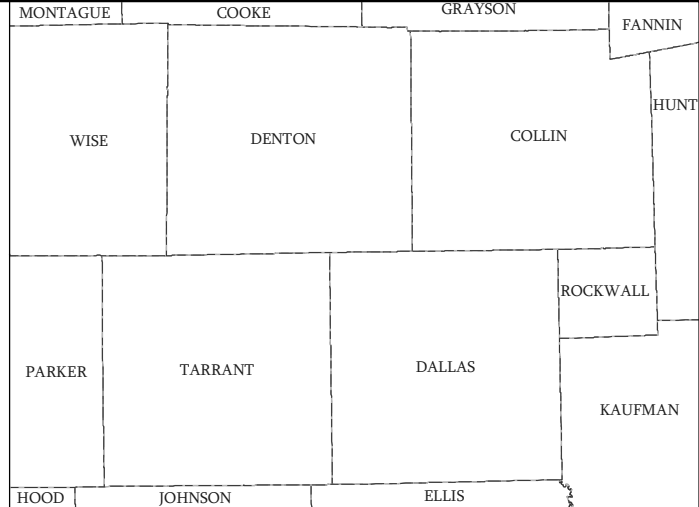 MONTAGUE
COOKE
GRAYSON
FANNIN
HUNT
WISE
DENTON
COLLIN
ROCKWALL
PARKER
TARRANT
DALLAS
KAUFMAN
HOOD
JOHNSON
ELLIS